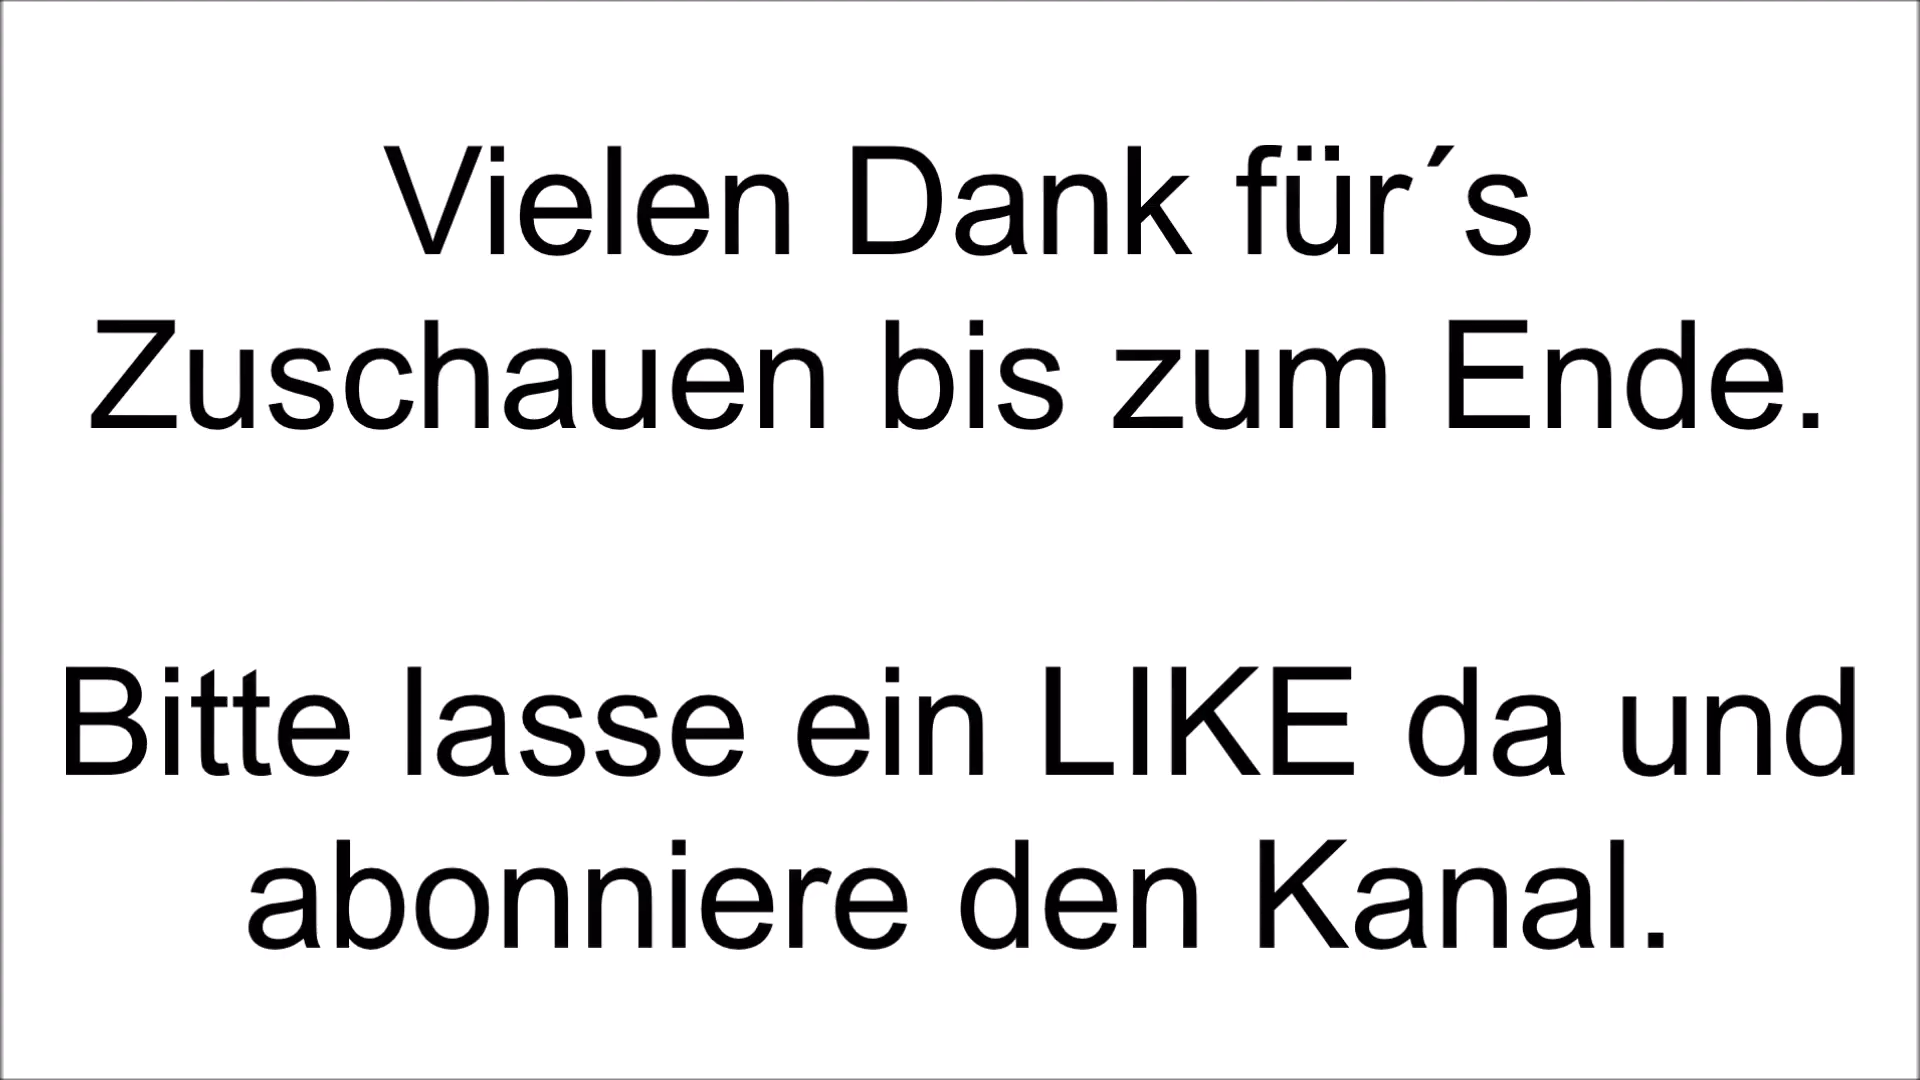 Vielen Dank für´s
Zuschauen bis zum Ende.
Bitte lasse ein LIKE da und
abonniere den Kanal.